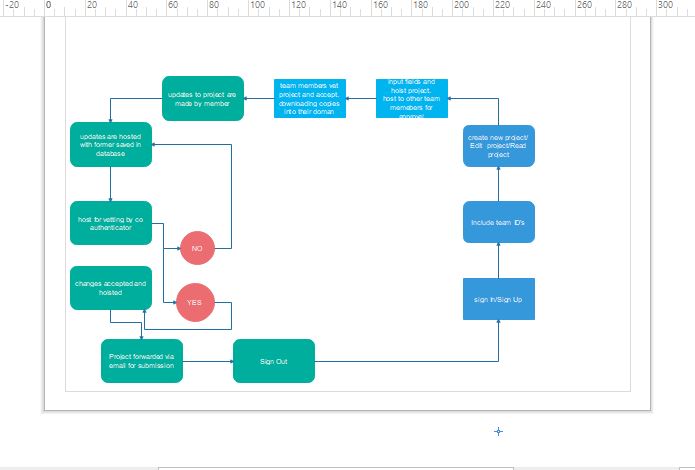 -20 0 20 40 60 80 100 120 140 160 180 200 220 240 260 280 300
updates to project are
made by member
team members vet
project and accept,
downloading copies
into their doman
input fields and
hoist project.
host to other team
memebers for
approval
create new project/
Edit project/Read
project
updates are hosted
with former saved in
database
host for vetting by co
authenticator
Include team ID's
NO
changes accepted and
hoisted
YES
sign In/Sign Up
Project forwarded via
email for submission
Sign Out